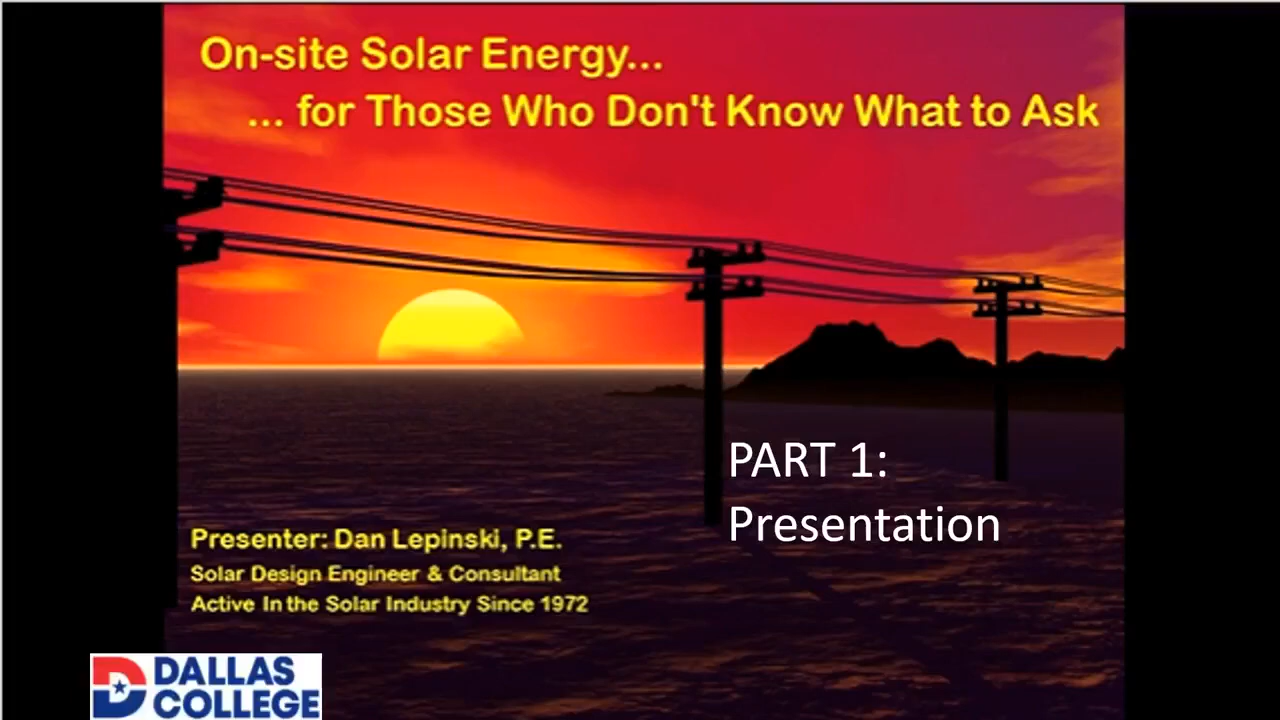 On-site Solar Energy...
... for Those Who Don't Know What to Ask
PART 1:
Presentation
Presenter: Dan Lepinski, P.E.
Solar Design Engineer & Consultant
Active In the Solar Industry Since 1972
DALLAS
COLLEGE